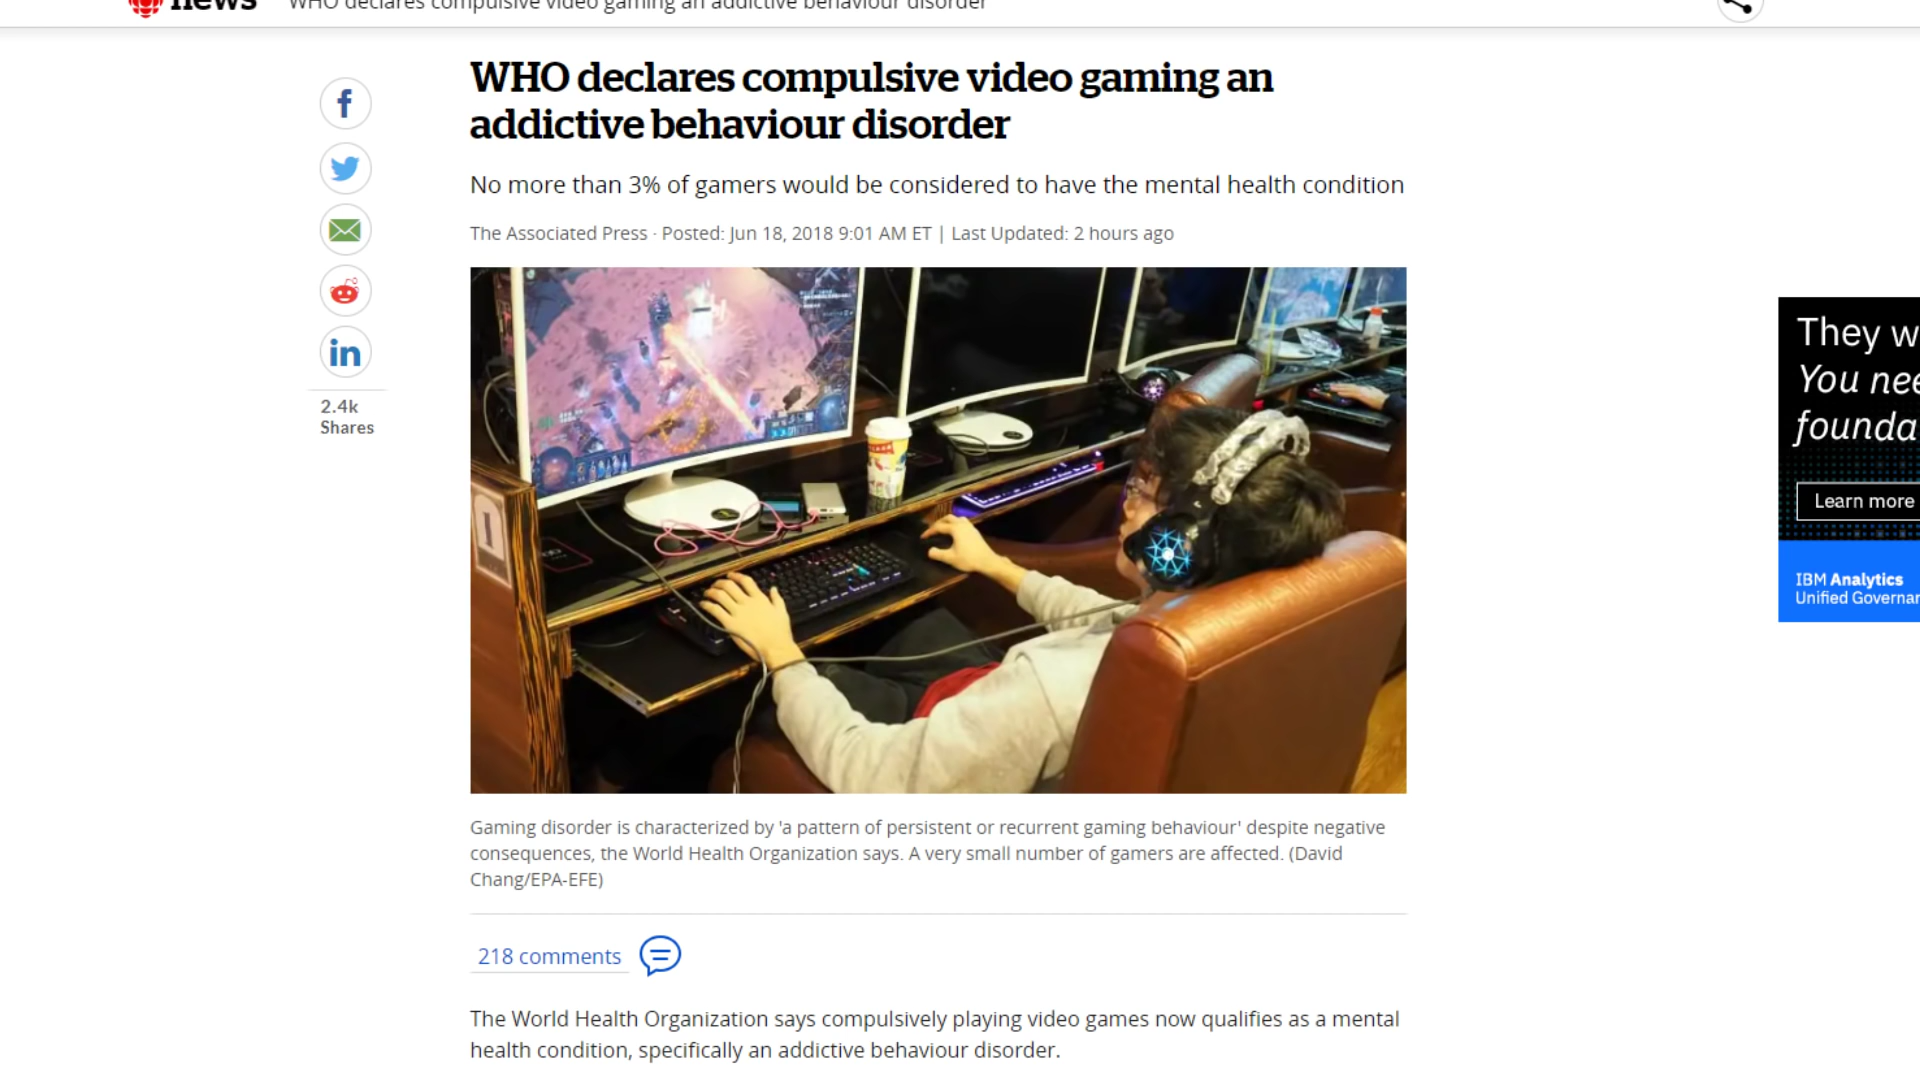 news WHO declares compulsive video gaming an addictive behaviour disorder
WHO declares compulsive video gaming an
addictive behaviour disorder
No more than 3% of gamers would be considered to have the mental health condition
The Associated Press · Posted: Jun 18, 2018 9:01 AM ET | Last Updated: 2 hours ago
f
in
2.4k
Shares
I
They w
You nee
founda
Learn more
IBM Analytics
Unified Governan
Gaming disorder is characterized by 'a pattern of persistent or recurrent gaming behaviour' despite negative
consequences, the World Health Organization says. A very small number of gamers are affected. (David
Chang/EPA-EFE)
218 comments
The World Health Organization says compulsively playing video games now qualifies as a mental
health condition, specifically an addictive behaviour disorder.